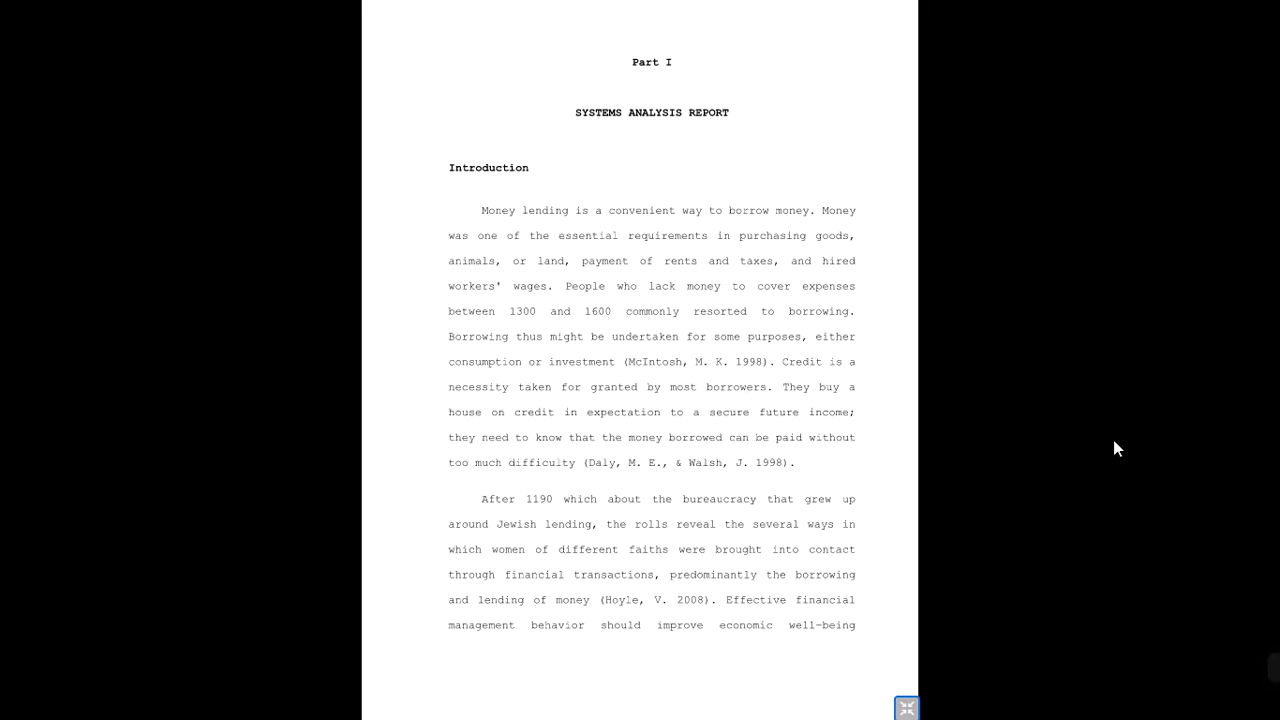 Part I
SYSTEMS ANALYSIS REPORT
Introduction
Money lending is a convenient way to borrow money. Money
was one of the essential requirements in purchasing goods,
animals, or land, payment of rents and taxes, and hired
workers' wages. People who lack money to cover expenses
between 1300 and 1600 commonly resorted to borrowing.
Borrowing thus might be undertaken for some purposes, either
consumption or investment (McIntosh, M. K. 1998). Credit is a
necessity taken for granted by most borrowers. They buy a
house on credit in expectation to a secure future income;
they need to know that the money borrowed can be paid without
too much difficulty (Daly, M. E., & Walsh, J. 1998).
After 1190 which about the bureaucracy that grew up
around Jewish lending, the rolls reveal the several ways in
which women of different faiths were brought into contact
through financial transactions, predominantly the borrowing
and lending of money (Hoyle, V. 2008). Effective financial
management behavior should improve economic well-being